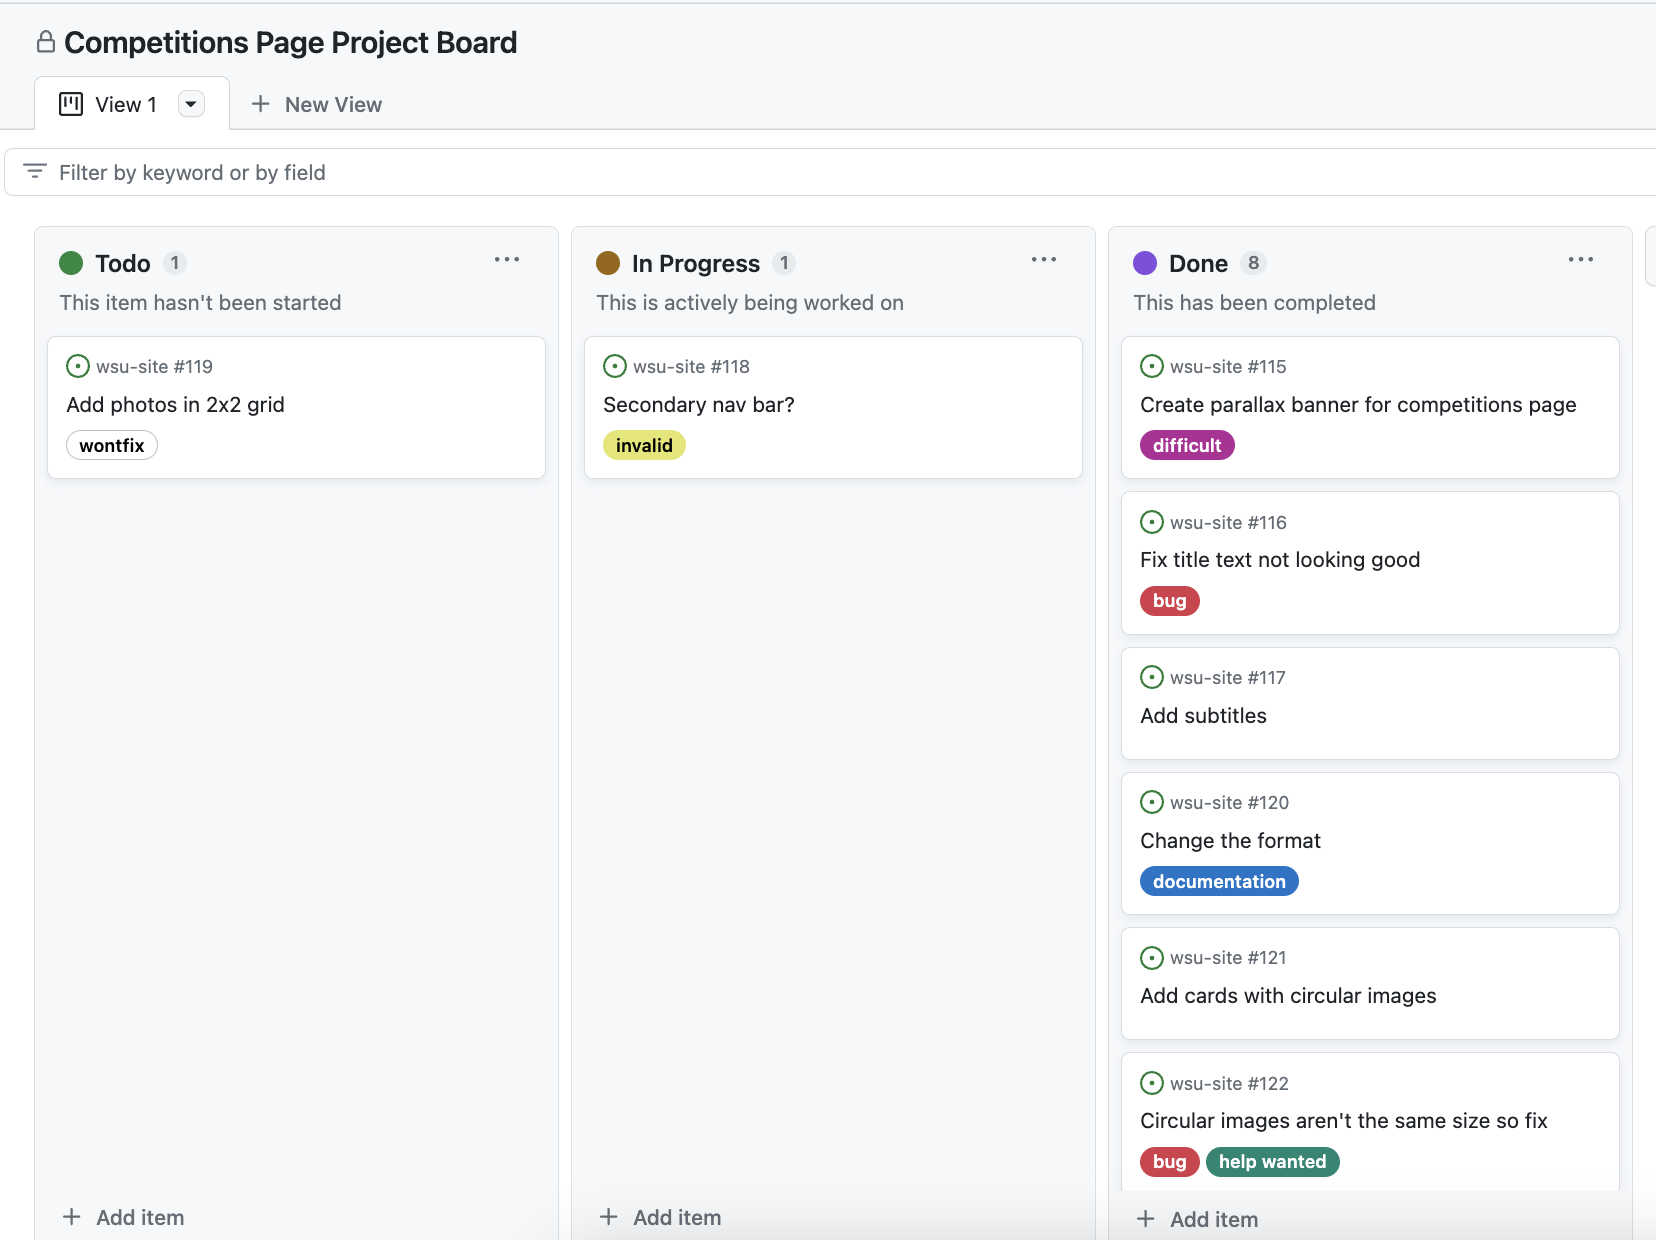 Competitions Page Project Board
View 1
New View
Filter by keyword or by field
Todo 1
This item hasn't been started
wsu-site #119
Add photos in 2x2 grid
wontfix
Add item
In Progress 1
This is actively being worked on
wsu-site #118
Secondary nav bar?
invalid
Add item
Done 8
This has been completed
wsu-site #115
Create parallax banner for competitions page
difficult
wsu-site #116
Fix title text not looking good
bug
wsu-site #117
Add subtitles
wsu-site #120
Change the format
documentation
wsu-site #121
Add cards with circular images
wsu-site #122
Circular images aren't the same size so fix
bug help wanted
Add item